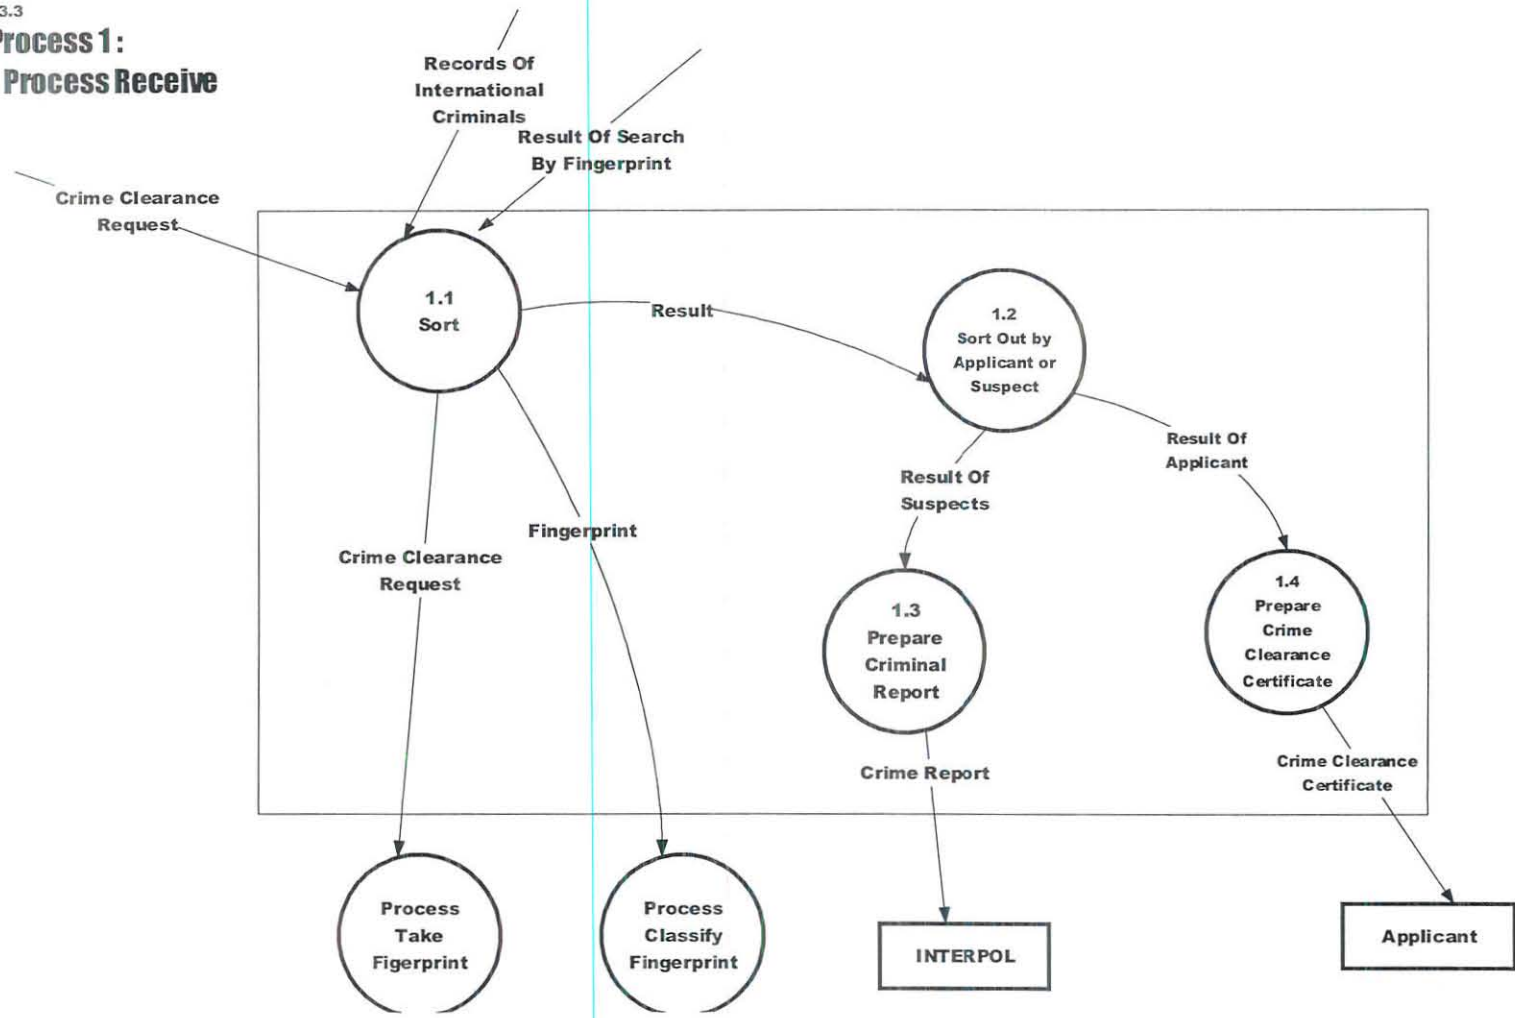 3.3
Process 1:
Process Receive
Records Of
International
Criminals
Result Of Search
By Fingerprint
Crime Clearance
Request
1.1
Sort
Result
1.2
Sort Out by
Applicant or
Suspect
Result Of
Applicant
Result Of
Suspects
Fingerprint
Crime Clearance
Request
1.3
Prepare
Criminal
Report
1.4
Prepare
Crime
Clearance
Certificate
Crime Report
Crime Clearance
Certificate
Process
Take
Figerprint
Process
Classify
Fingerprint
INTERPOL
Applicant